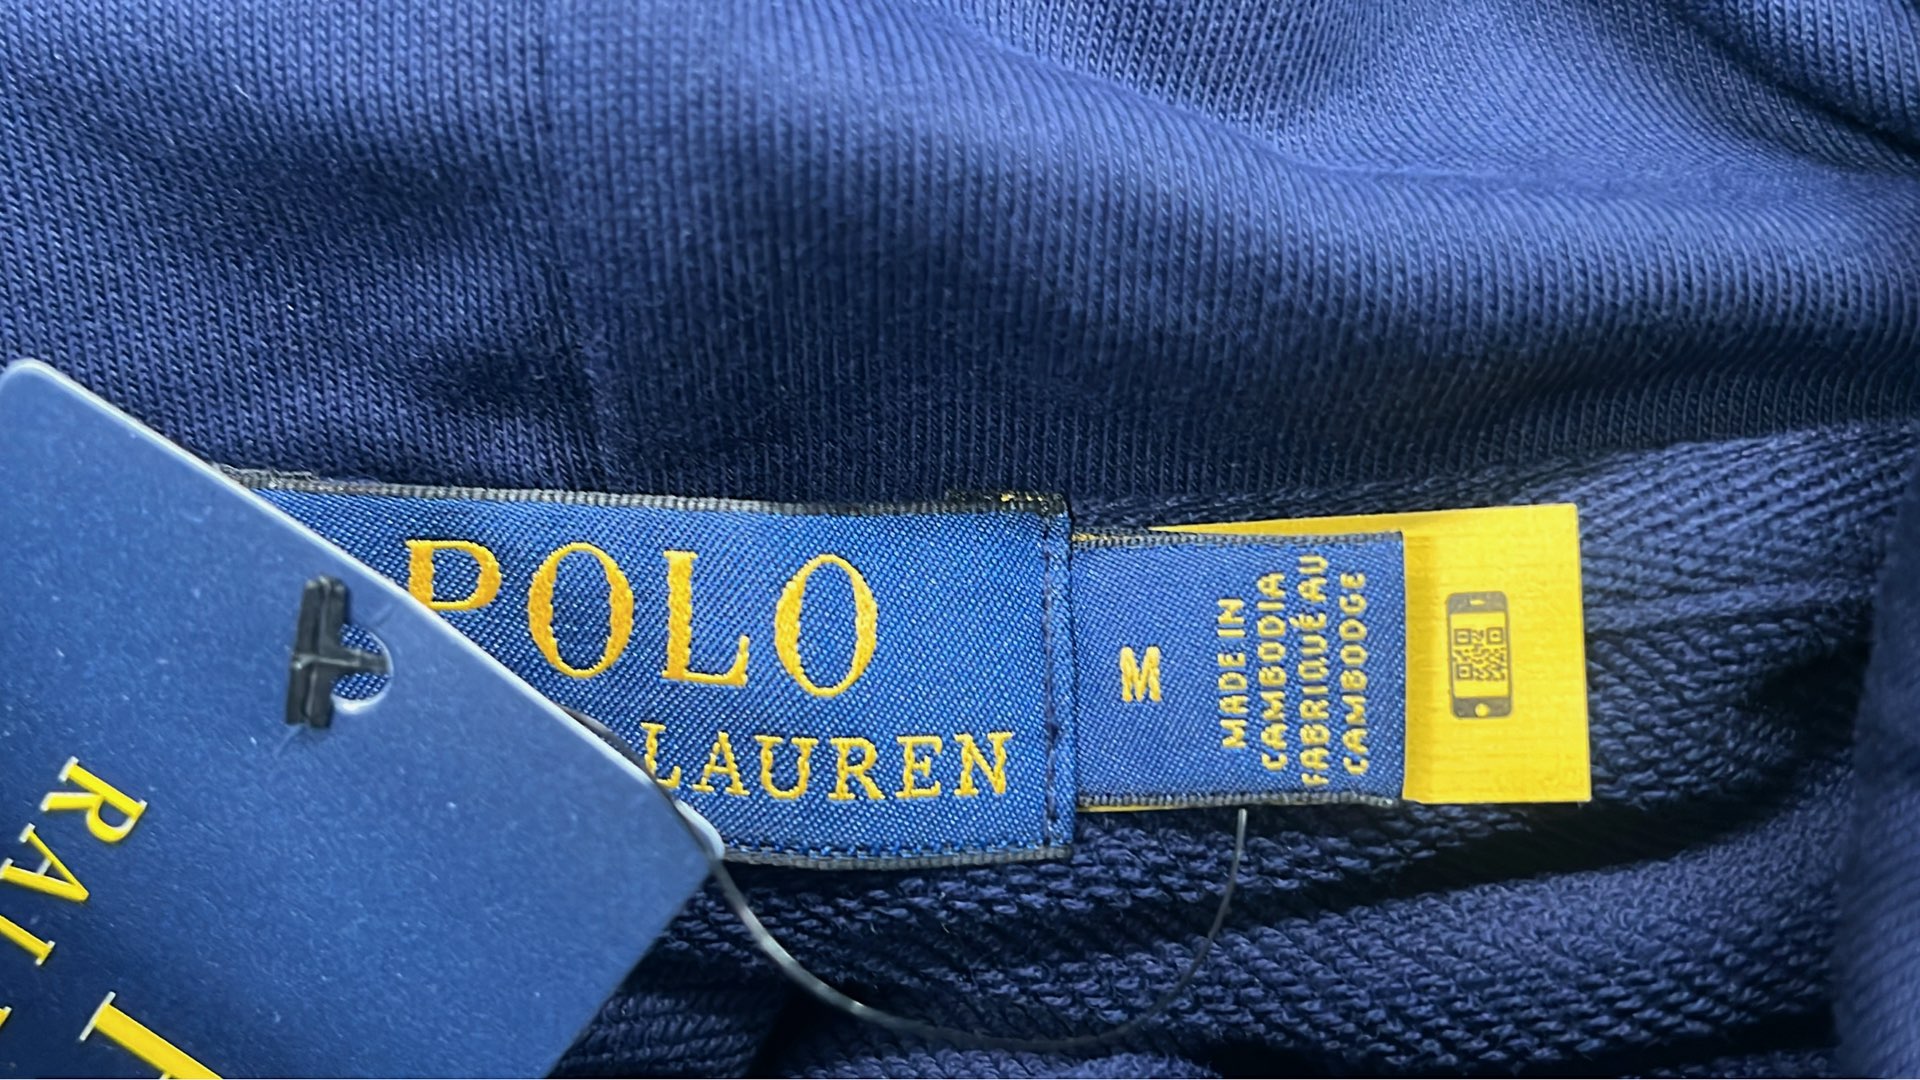 POLO
LAUREN
M
MADE IN
CAMBODIA
FABRIQUÉ AU
CAMBODGE